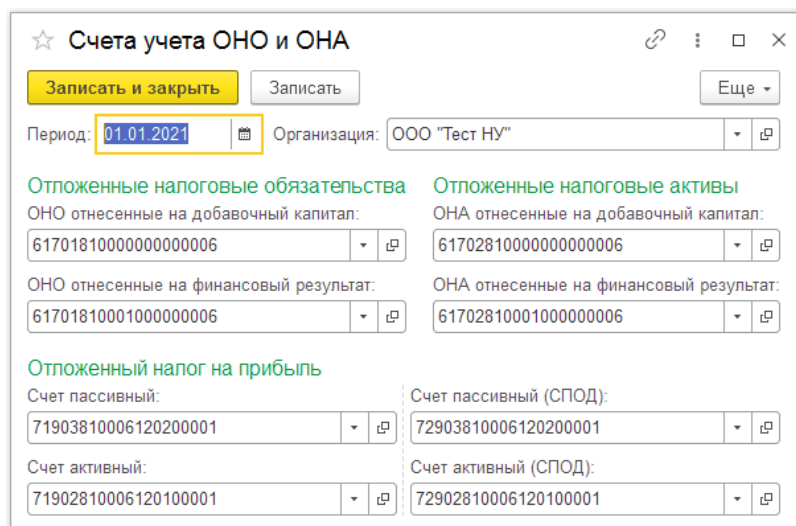 Счета учета ОНО и ОНА
Записать и закрыть Записать Еще
Период: 01.01.2021 Организация: ООО "Тест НУ"
Отложенные налоговые обязательства Отложенные налоговые активы
ОНО отнесенные на добавочный капитал: ОНА отнесенные на добавочный капитал:
61701810000000000006 61702810000000000006
ОНО отнесенные на финансовый результат: ОНА отнесенные на финансовый результат:
61701810001000000006 61702810001000000006
Отложенный налог на прибыль
Счет пассивный: Счет пассивный (СПОД):
71903810006120200001 72903810006120200001
Счет активный: Счет активный (СПОД):
71902810006120100001 72902810006120100001